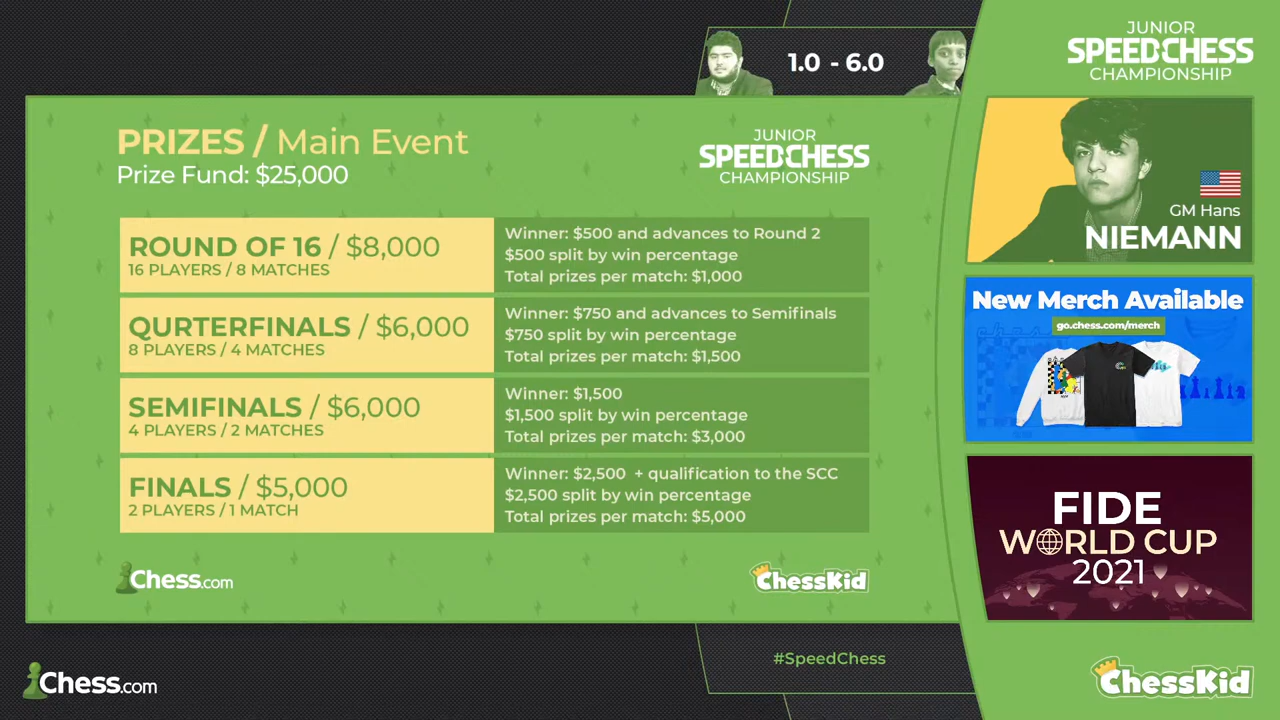 1.0 - 6.0
PRIZES / Main Event
Prize Fund: $25,000
JUNIOR
SPEEDCHESS
CHAMPIONSHIP
ROUND OF 16 / $8,000
16 PLAYERS / 8 MATCHES
Winner: $500 and advances to Round 2
$500 split by win percentage
Total prizes per match: $1,000
QURTERFINALS / $6,000
8 PLAYERS / 4 MATCHES
Winner: $750 and advances to Semifinals
$750 split by win percentage
Total prizes per match: $1,500
SEMIFINALS / $6,000
4 PLAYERS / 2 MATCHES
Winner: $1,500
$1,500 split by win percentage
Total prizes per match: $3,000
FINALS / $5,000
2 PLAYERS / 1 MATCH
Winner: $2,500 + qualification to the SCC
$2,500 split by win percentage
Total prizes per match: $5,000
Chess.com
ChessKid
#SpeedChess
Chess.com
JUNIOR
SPEEDCHESS
CHAMPIONSHIP
GM Hans
NIEMANN
New Merch Available
go.chess.com/merch
FIDE
WORLD CUP
2021
ChessKid